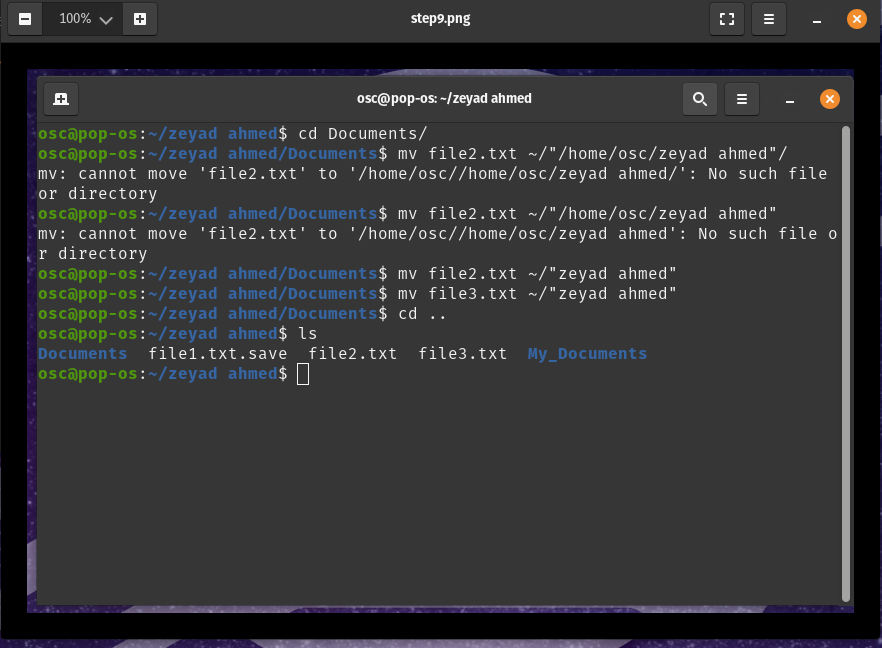 100%
step9.png
osc@pop-os: ~/zeyad ahmed
osc@pop-os:~/zeyad ahmed$ cd Documents/
osc@pop-os:~/zeyad ahmed/Documents$ mv file2.txt ~/"/home/osc/zeyad ahmed"/
mv: cannot move 'file2.txt' to '/home/osc//home/osc/zeyad ahmed/': No such file
or directory
osc@pop-os:~/zeyad ahmed/Documents$ mv file2.txt ~/"/home/osc/zeyad ahmed"
mv: cannot move 'file2.txt' to '/home/osc//home/osc/zeyad ahmed': No such file o
r directory
osc@pop-os:~/zeyad ahmed/Documents$ mv file2.txt ~/"zeyad ahmed"
osc@pop-os:~/zeyad ahmed/Documents$ mv file3.txt ~/"zeyad ahmed"
osc@pop-os:~/zeyad ahmed/Documents$ cd ..
osc@pop-os:~/zeyad ahmed$ ls
Documents  file1.txt.save  file2.txt  file3.txt  My_Documents
osc@pop-os:~/zeyad ahmed$